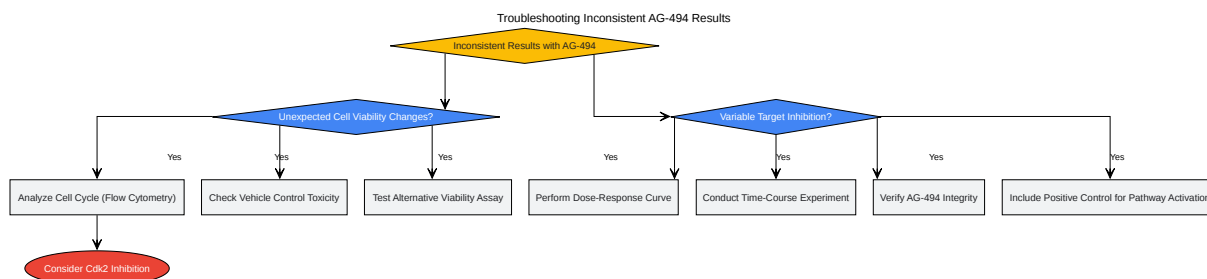 Troubleshooting Inconsistent AG-494 Results
Inconsistent Results with AG-494
Unexpected Cell Viability Changes?
Variable Target Inhibition?
Yes
Yes
Yes
Yes
Yes
Yes
Yes
Analyze Cell Cycle (Flow Cytometry)
Check Vehicle Control Toxicity
Test Alternative Viability Assay
Perform Dose-Response Curve
Conduct Time-Course Experiment
Verify AG-494 Integrity
Include Positive Control for Pathway Activation
Consider Cdk2 Inhibition